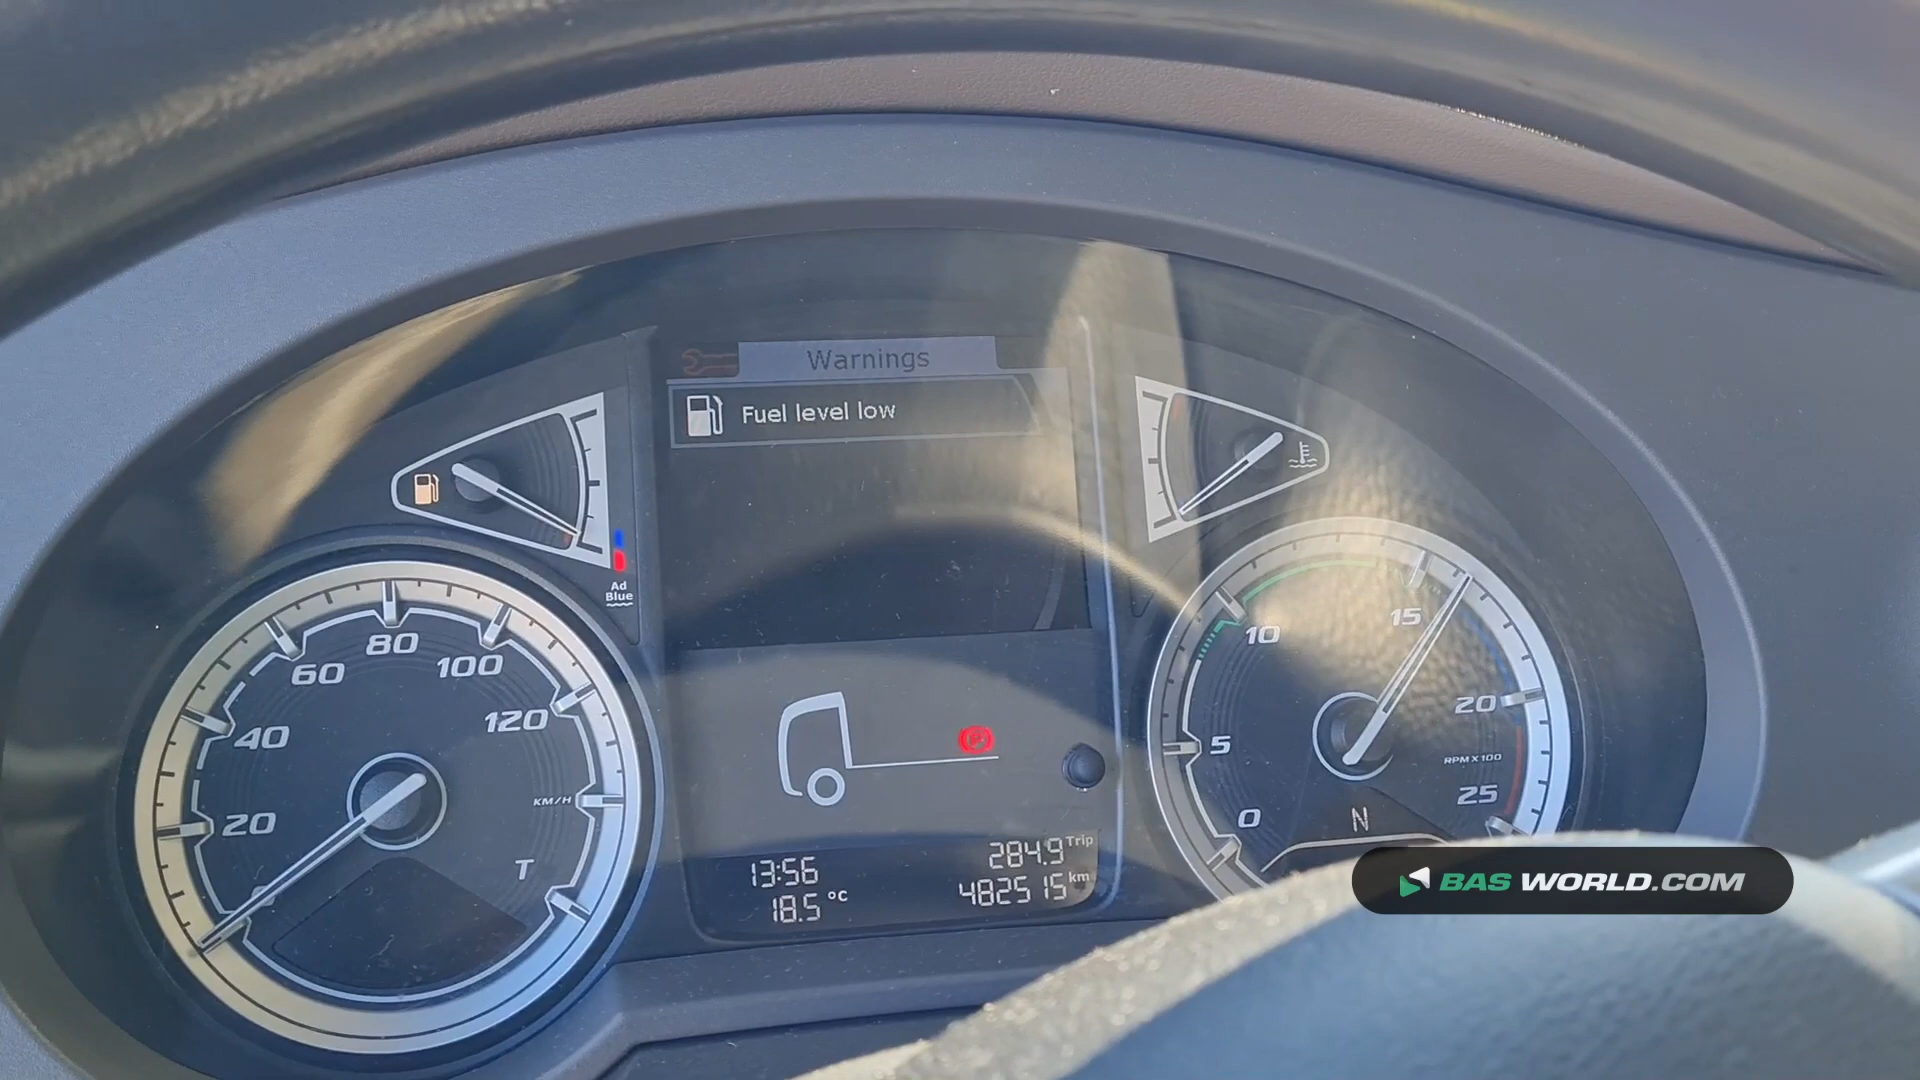 Warnings
Fuel level low
Ad
Blue
20
40
60
80
100
120
KM/H
T
0
5
10
15
20
25
RPM X 100
N
13:56
18.5 °C
284.9 Trip
482515 km
BAS WORLD.COM